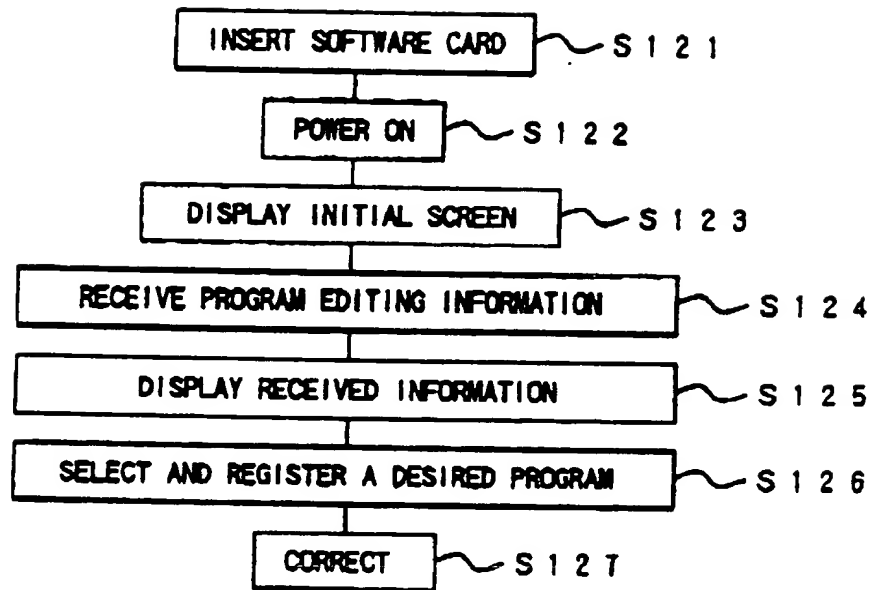 INSERT SOFTWARE CARD S121
POWER ON S122
DISPLAY INITIAL SCREEN S123
RECEIVE PROGRAM EDITING INFORMATION S124
DISPLAY RECEIVED INFORMATION S125
SELECT AND REGISTER A DESIRED PROGRAM S126
CORRECT S127